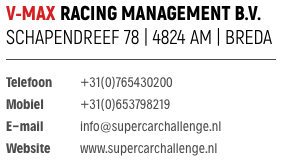 V-MAX RACING MANAGEMENT B.V.
SCHAPENDREEF 78 | 4824 AM | BREDA
Telefoon +31(0)765430200
Mobiel +31(0)653798219
E-mail info@supercarchallenge.nl
Website www.supercarchallenge.nl